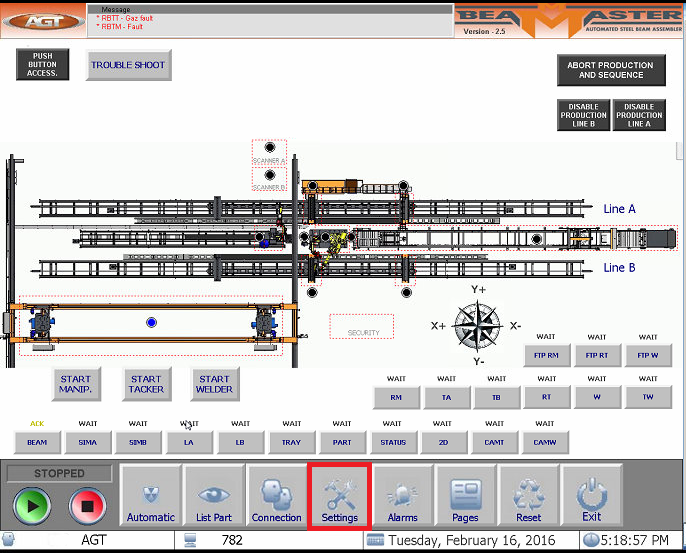 AGT
Message
* RBTT - Gaz fault
* RBTM - Fault
BEAM MASTER
Version - 2.5
AUTOMATED STEEL BEAM ASSEMBLER
PUSH
BUTTON
ACCESS.
TROUBLE SHOOT
ABORT PRODUCTION
AND SEQUENCE
DISABLE
PRODUCTION
LINE B
DISABLE
PRODUCTION
LINE A
SCANNER A
SCANNER B
Line A
Line B
SECURITY
Y+
X+
X-
Y-
WAIT WAIT WAIT
FTP RM FTP RT FTP W
START
MANIP.
START
TACKER
START
WELDER
WAIT WAIT WAIT WAIT WAIT WAIT
RM TA TB RT W TW
ACK WAIT WAIT WAIT WAIT WAIT WAIT WAIT WAIT WAIT WAIT
BEAM SIMA SIMB LA LB TRAY PART STATUS 2D CAMT CAMW
STOPPED
Automatic List Part Connection Settings Alarms Pages Reset Exit
AGT 782 Tuesday, February 16, 2016 5:18:57 PM